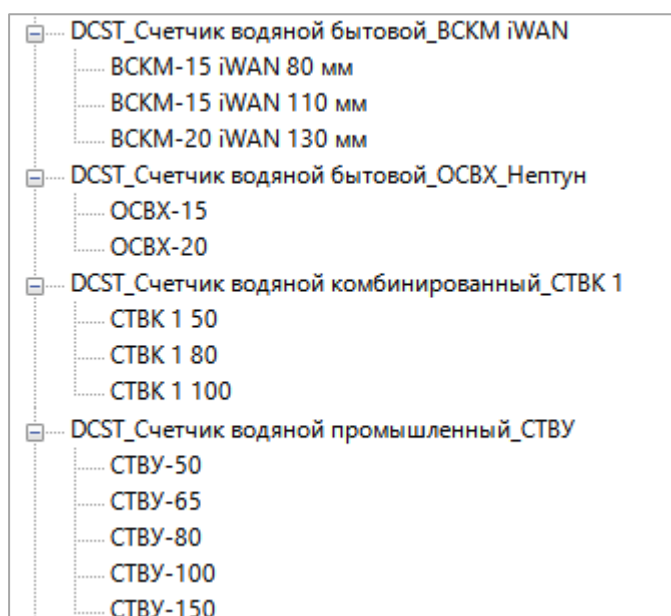 DCST_Счетчик водяной бытовой_ВСКМ iWAN
ВСКМ-15 iWAN 80 мм
ВСКМ-15 iWAN 110 мм
ВСКМ-20 iWAN 130 мм
DCST_Счетчик водяной бытовой_ОСВХ_Нептун
ОСВХ-15
ОСВХ-20
DCST_Счетчик водяной комбинированный_СТВК 1
СТВК 1 50
СТВК 1 80
СТВК 1 100
DCST_Счетчик водяной промышленный_СТВУ
СТВУ-50
СТВУ-65
СТВУ-80
СТВУ-100
СТВУ-150